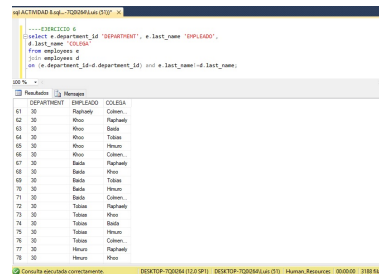 sql ACTIVIDAD 8.sql...-7Q0I264\Luis (51))* ×
----EJERCICIO 6
select e.department_id 'DEPARTMENT', e.last_name 'EMPLEADO',
d.last_name 'COLEGA'
from employees e
join employees d
on (e.department_id=d.department_id) and e.last_name!=d.last_name;
100 %
Resultados Mensajes
DEPARTMENT EMPLEADO COLEGA
61 30 Raphaely Colmen...
62 30 Khoo Raphaely
63 30 Khoo Baida
64 30 Khoo Tobias
65 30 Khoo Himuro
66 30 Khoo Colmen...
67 30 Baida Raphaely
68 30 Baida Khoo
69 30 Baida Tobias
70 30 Baida Himuro
71 30 Baida Colmen...
72 30 Tobias Raphaely
73 30 Tobias Khoo
74 30 Tobias Baida
75 30 Tobias Himuro
76 30 Tobias Colmen...
77 30 Himuro Raphaely
78 30 Himuro Khoo
Consulta ejecutada correctamente. DESKTOP-7Q0I264 (12.0 SP1) DESKTOP-7Q0I264\Luis (51) Human_Resources 00:00:00 3188 fil